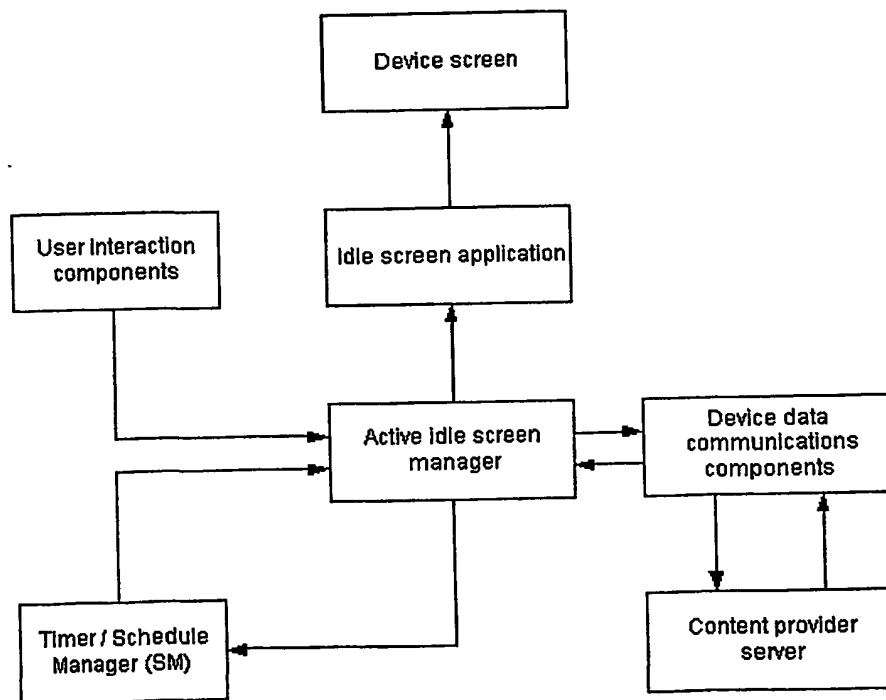 Device screen
Idle screen application
User interaction
components
Active idle screen
manager
Device data
communications
components
Timer / Schedule
Manager (SM)
Content provider
server